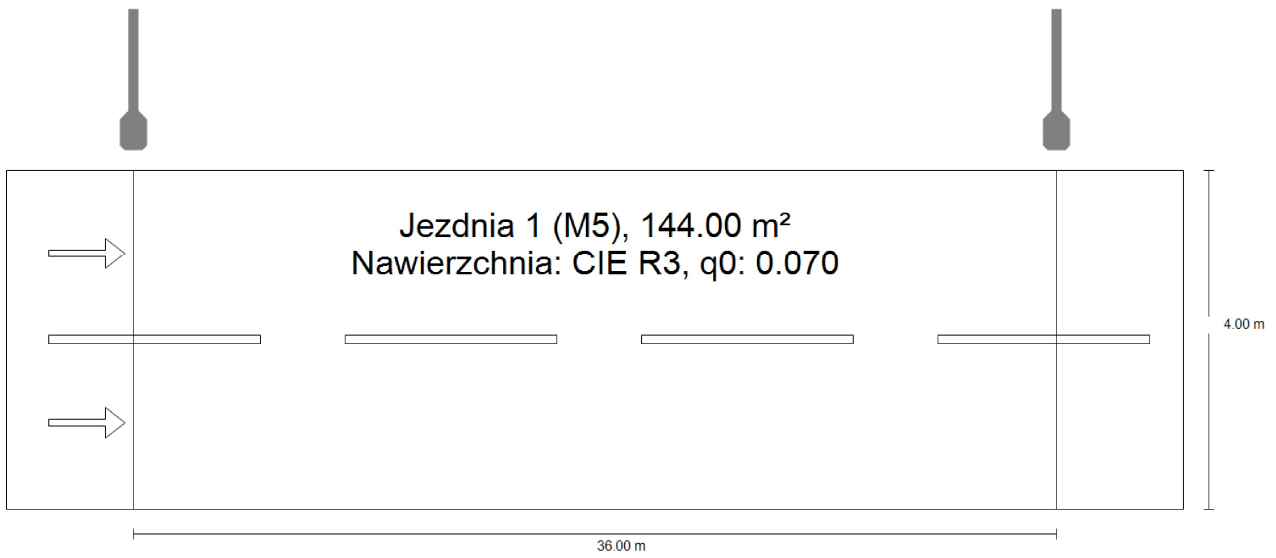 Jezdnia 1 (M5), 144.00 m²
Nawierzchnia: CIE R3, q0: 0.070
4.00 m
36.00 m